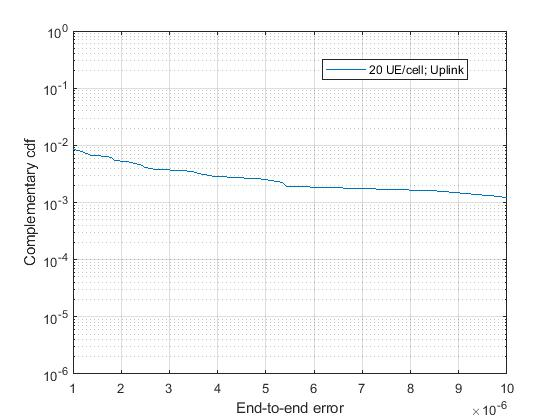 10^0
20 UE/cell; Uplink
10^-1
10^-2
10^-3
10^-4
10^-5
10^-6
Complementary cdf
1 2 3 4 5 6 7 8 9 10
End-to-end error
× 10^-6